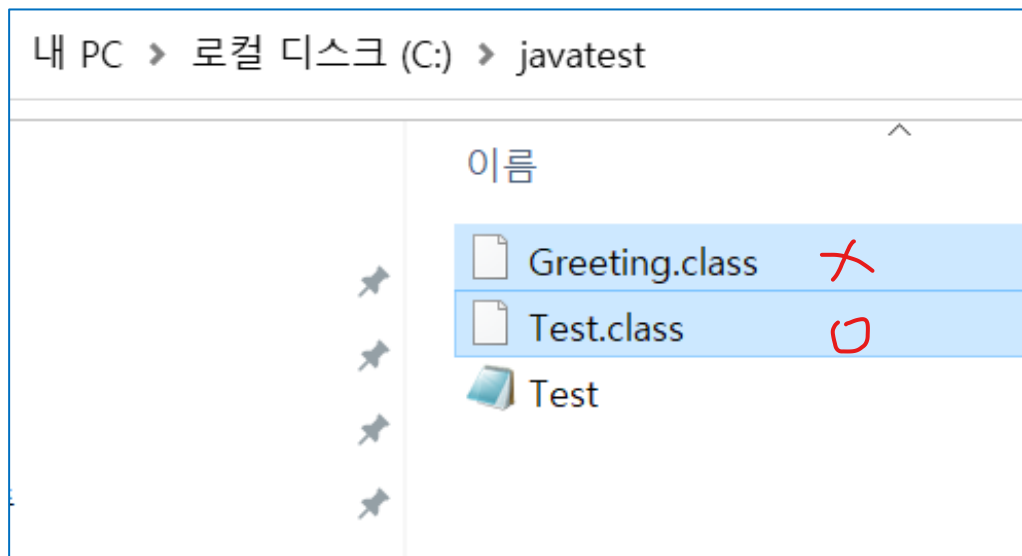 내 PC > 로컬 디스크 (C:) > javatest
이름
Greeting.class X
Test.class O
Test